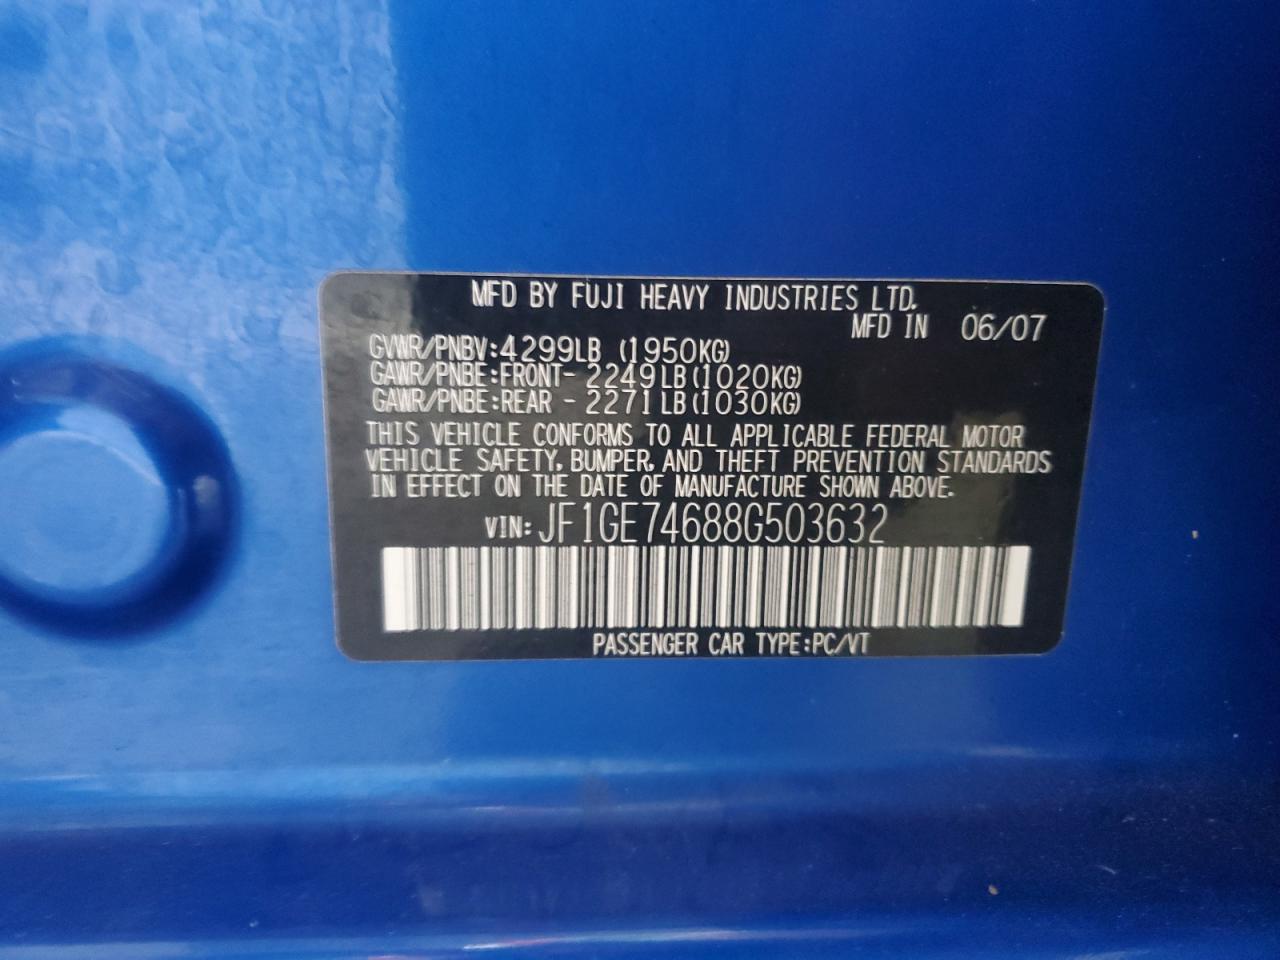 MFD BY FUJI HEAVY INDUSTRIES LTD.
MFD IN 06/07
GVWR/PNBV:4299LB (1950KG)
GAWR/PNBE:FRONT- 2249LB(1020KG)
GAWR/PNBE:REAR - 2271LB(1030KG)
THIS VEHICLE CONFORMS TO ALL APPLICABLE FEDERAL MOTOR
VEHICLE SAFETY, BUMPER, AND THEFT PREVENTION STANDARDS
IN EFFECT ON THE DATE OF MANUFACTURE SHOWN ABOVE.
VIN: JF1GE74688G503632
PASSENGER CAR TYPE:PC/VT